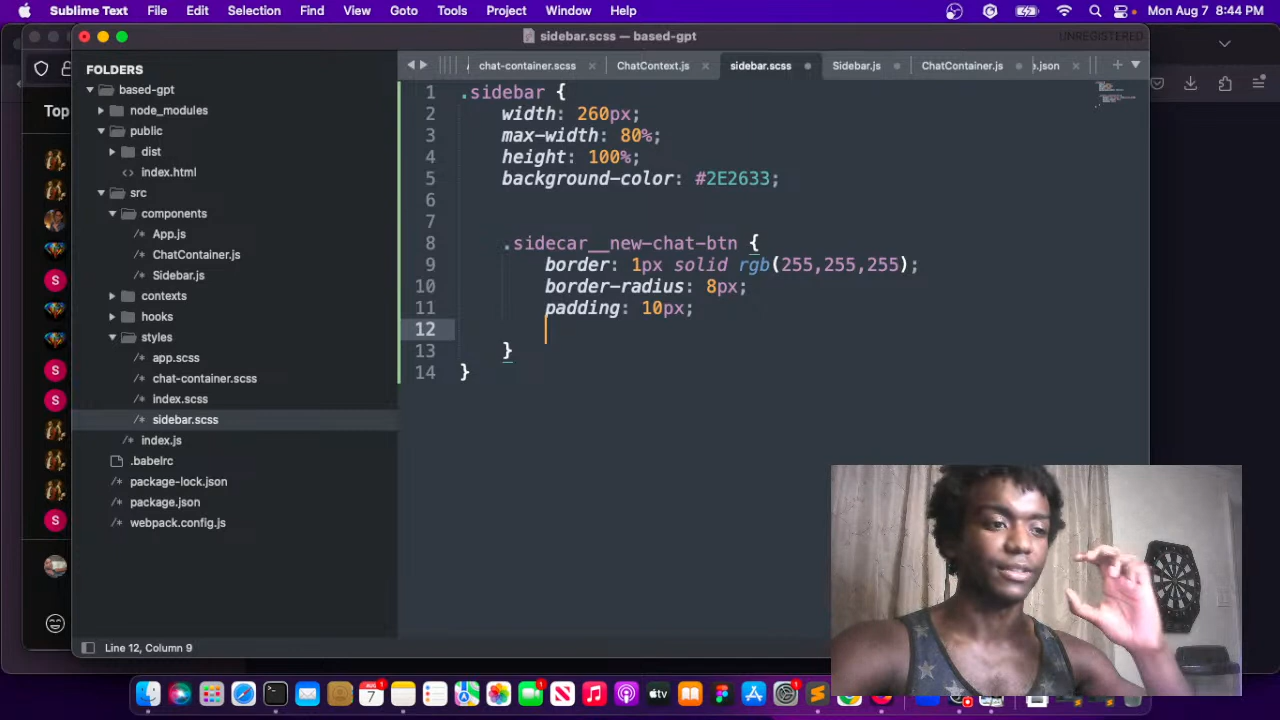 Sublime Text File Edit Selection Find View Goto Tools Project Window Help Mon Aug 7 8:44 PM
sidebar.scss — based-gpt UNREGISTERED
Top
FOLDERS
based-gpt
node_modules
public
dist
<> index.html
src
components
/* App.js
/* ChatContainer.js
/* Sidebar.js
contexts
hooks
styles
/* app.scss
/* chat-container.scss
/* index.scss
/* sidebar.scss
/* index.js
.babelrc
package-lock.json
package.json
/* webpack.config.js
chat-container.scss ChatContext.js sidebar.scss Sidebar.js ChatContainer.js .json
1 .sidebar {
2 width: 260px;
3 max-width: 80%;
4 height: 100%;
5 background-color: #2E2633;
6
7
8 .sidecar__new-chat-btn {
9 border: 1px solid rgb(255,255,255);
10 border-radius: 8px;
11 padding: 10px;
12
13 }
14 }
S
S
S
S
Line 12, Column 9
AUG
7
tv